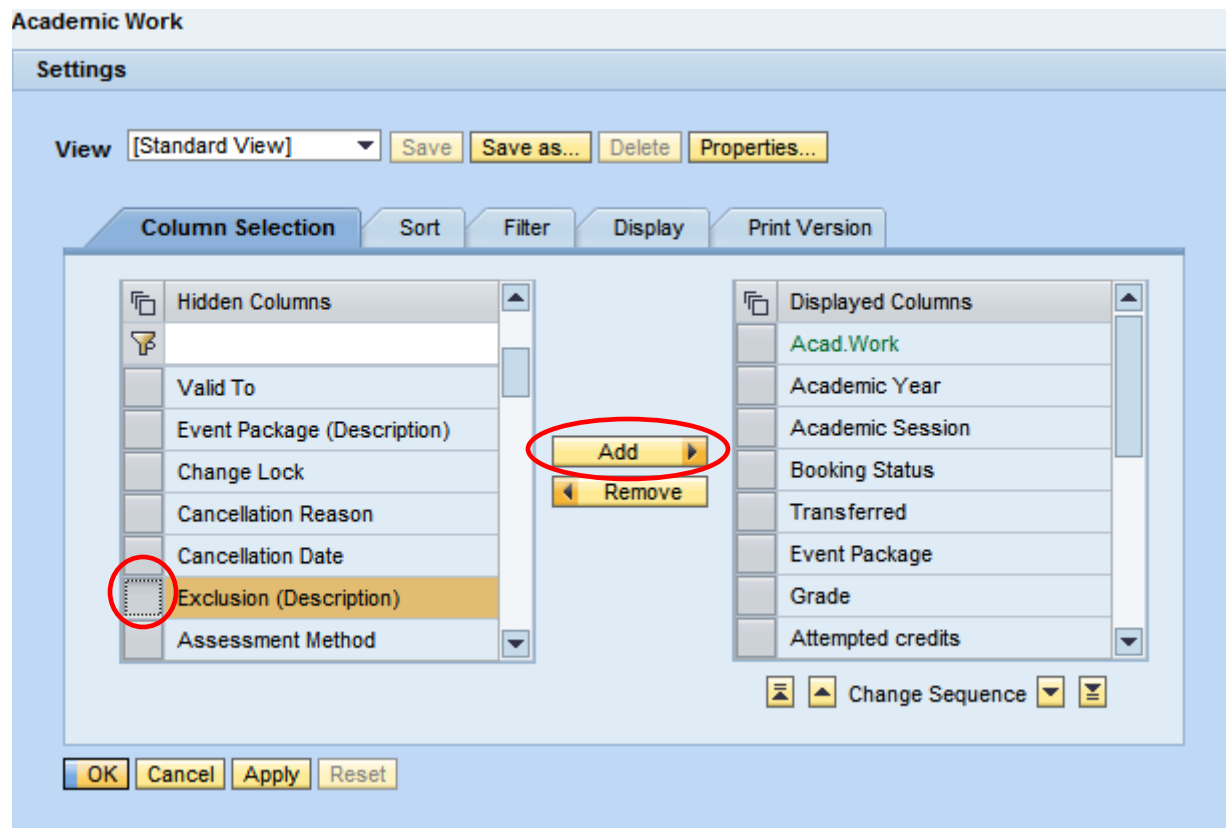 Academic Work
Settings
View [Standard View] Save Save as... Delete Properties...
Column Selection Sort Filter Display Print Version
Hidden Columns
Valid To
Event Package (Description)
Change Lock
Cancellation Reason
Cancellation Date
Exclusion (Description)
Assessment Method
Add
Remove
Displayed Columns
Acad.Work
Academic Year
Academic Session
Booking Status
Transferred
Event Package
Grade
Attempted credits
Change Sequence
OK Cancel Apply Reset